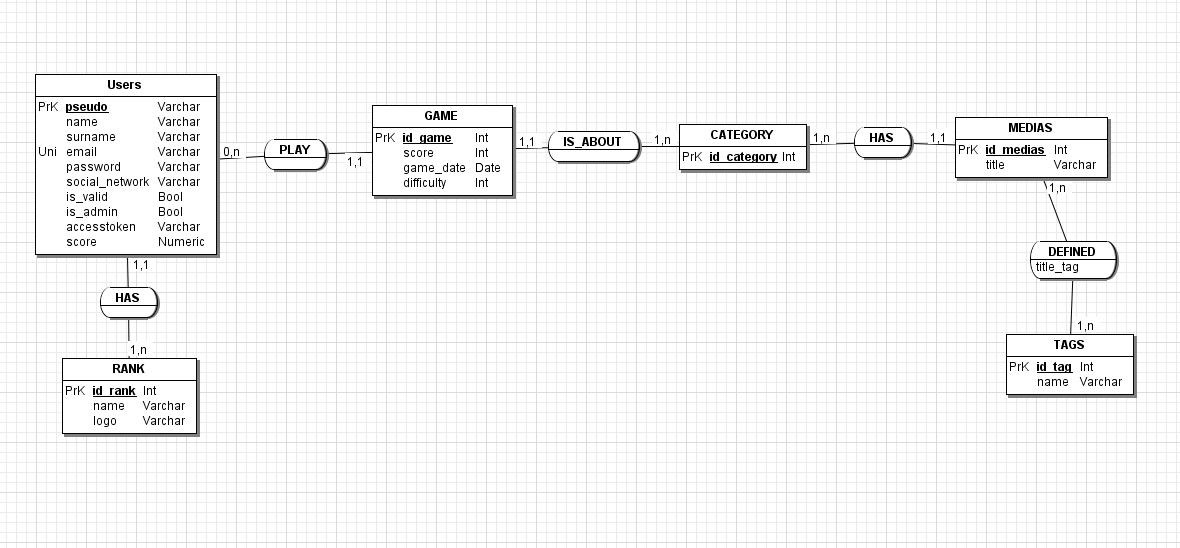 Users
PrK pseudo Varchar
name Varchar
surname Varchar
Uni email Varchar
password Varchar
social_network Varchar
is_valid Bool
is_admin Bool
accesstoken Varchar
score Numeric
0,n
PLAY
1,1
GAME
PrK id_game Int
score Int
game_date Date
difficulty Int
1,1
IS_ABOUT
1,n
CATEGORY
PrK id_category Int
1,n
HAS
1,1
MEDIAS
PrK id_medias Int
title Varchar
1,n
DEFINED
title_tag
1,n
TAGS
PrK id_tag Int
name Varchar
1,1
HAS
1,n
RANK
PrK id_rank Int
name Varchar
logo Varchar